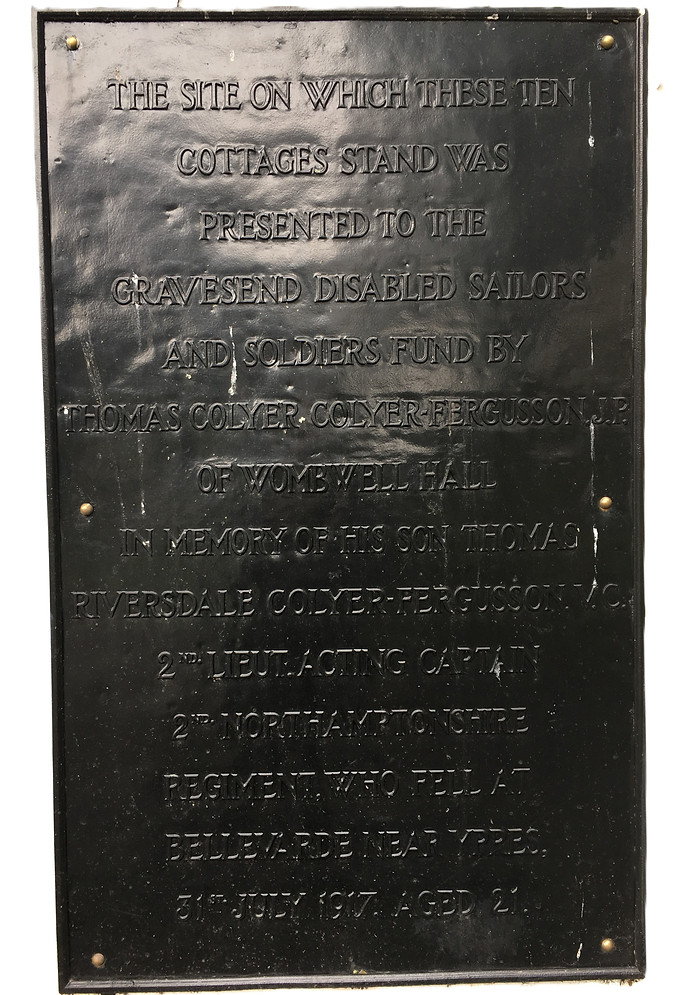 THE SITE ON WHICH THESE TEN
COTTAGES STAND WAS
PRESENTED TO THE
GRAVESEND DISABLED SAILORS
AND SOLDIERS FUND BY
THOMAS COLYER COLYER-FERGUSSON, J.P.
OF WOMBWELL HALL
IN MEMORY OF HIS SON THOMAS
RIVERSDALE COLYER-FERGUSSON V.C.
2ND. LIEUT. ACTING CAPTAIN
2ND. NORTHAMPTONSHIRE
REGIMENT, WHO FELL AT
BELLEVARDE NEAR YPRES,
31ST JULY 1917. AGED 21.